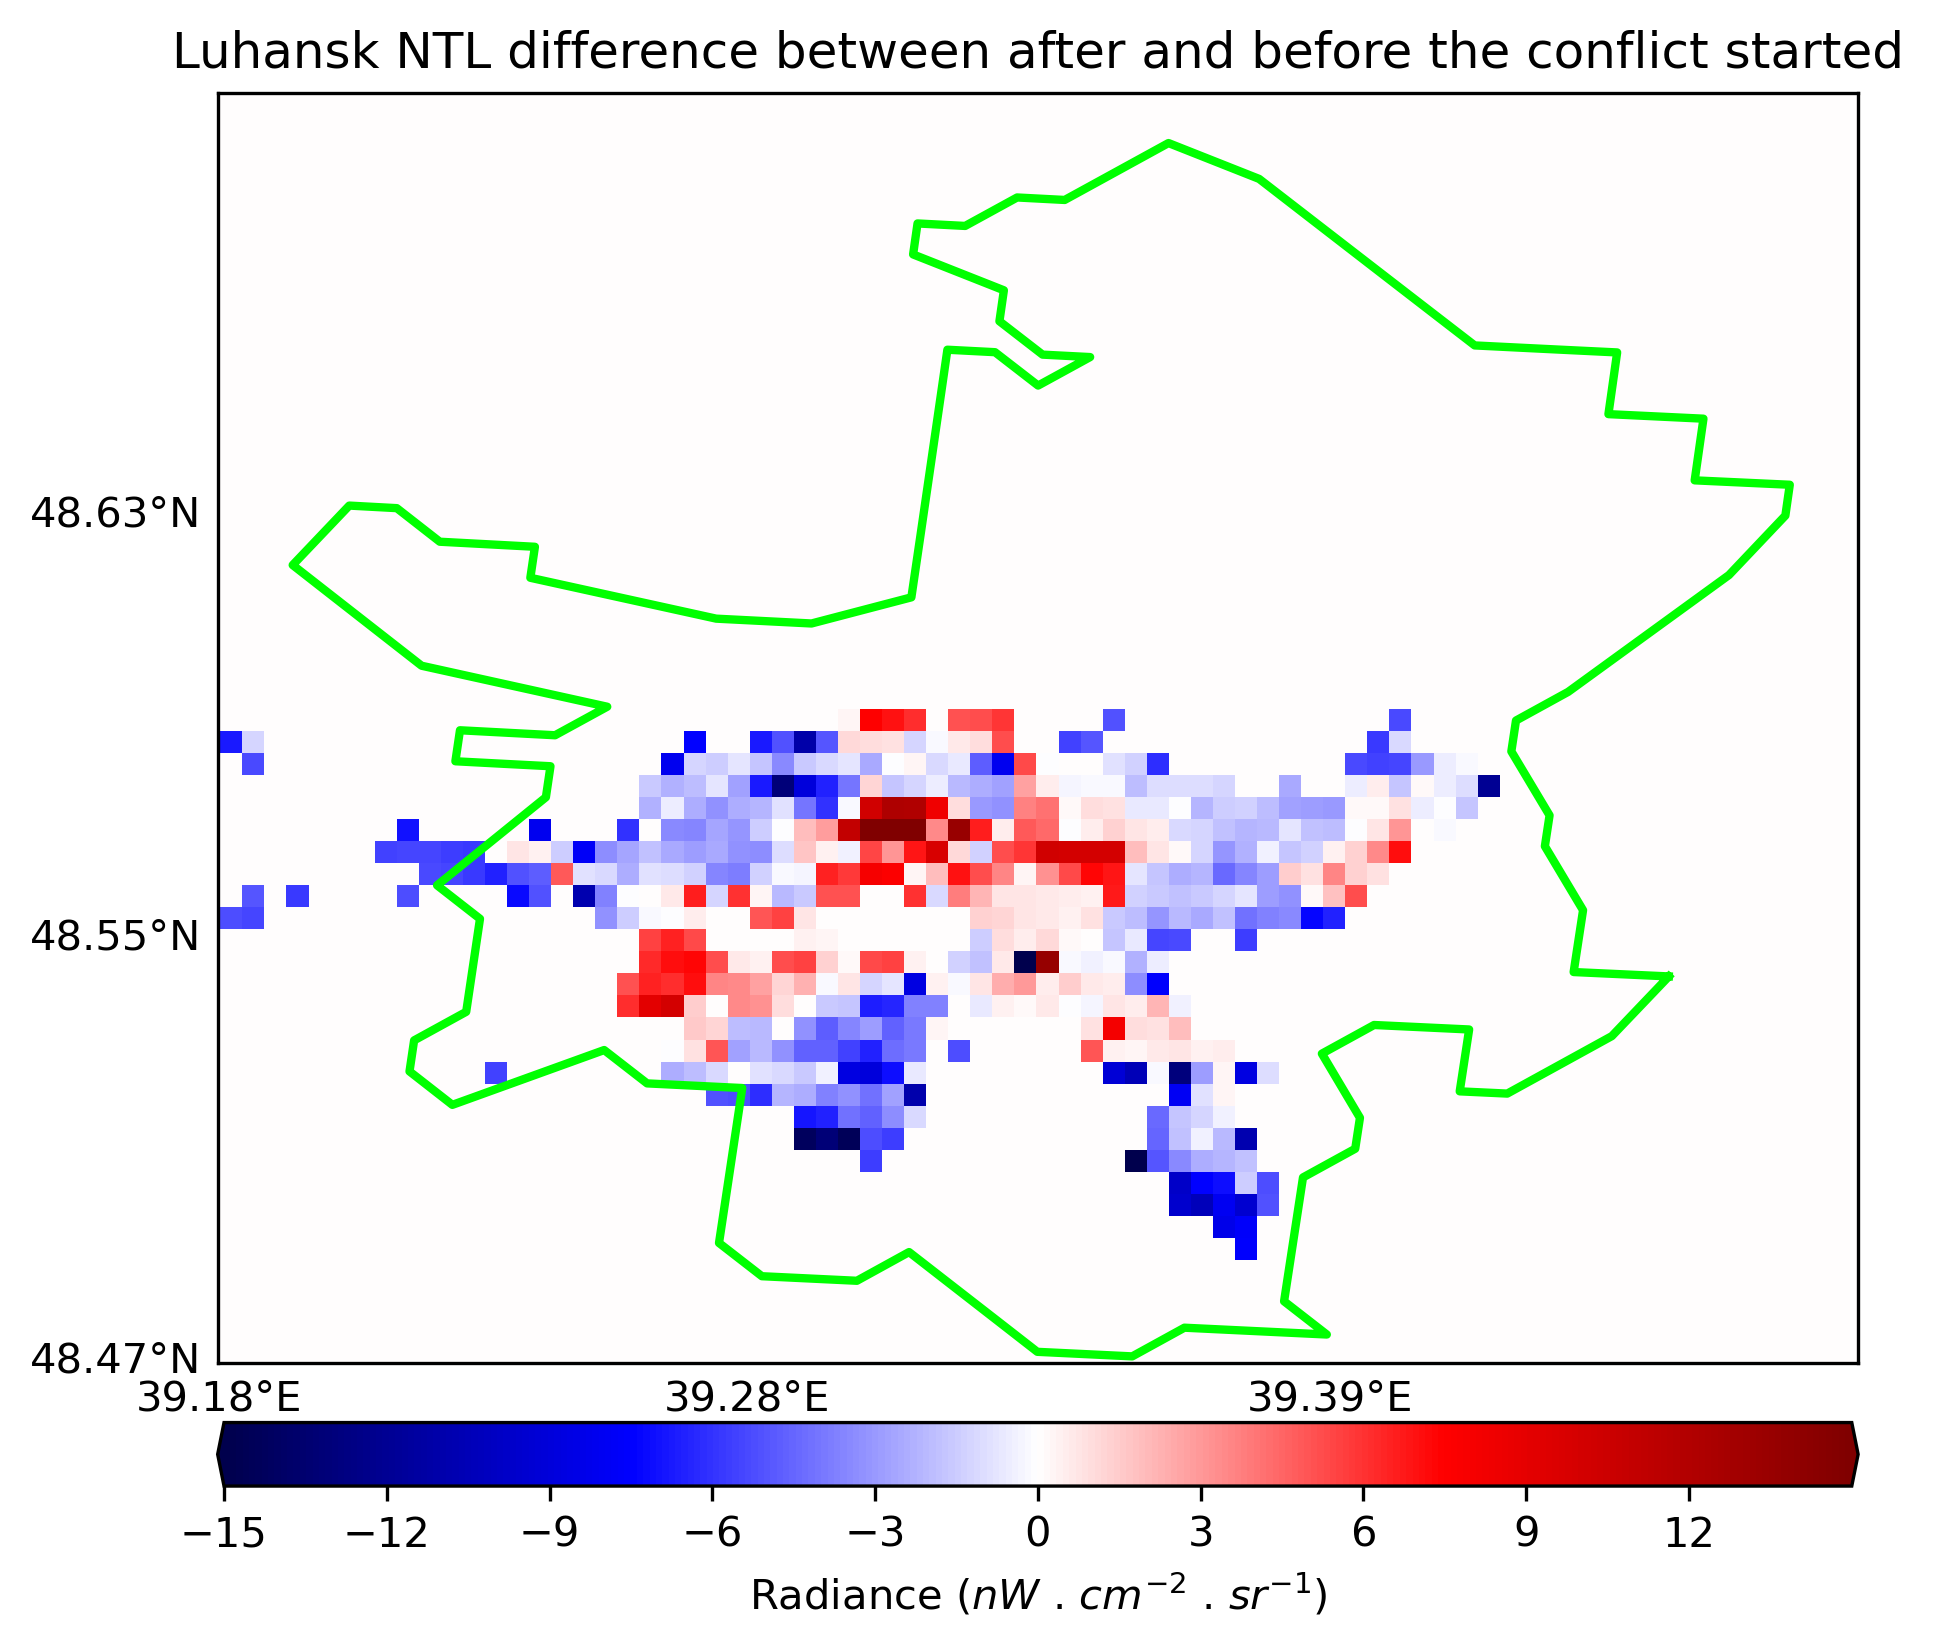 Luhansk NTL difference between after and before the conflict started
48.63°N
48.55°N
48.47°N
39.18°E 39.28°E 39.39°E
−15 −12 −9 −6 −3 0 3 6 9 12
Radiance (nW . cm⁻² . sr⁻¹)